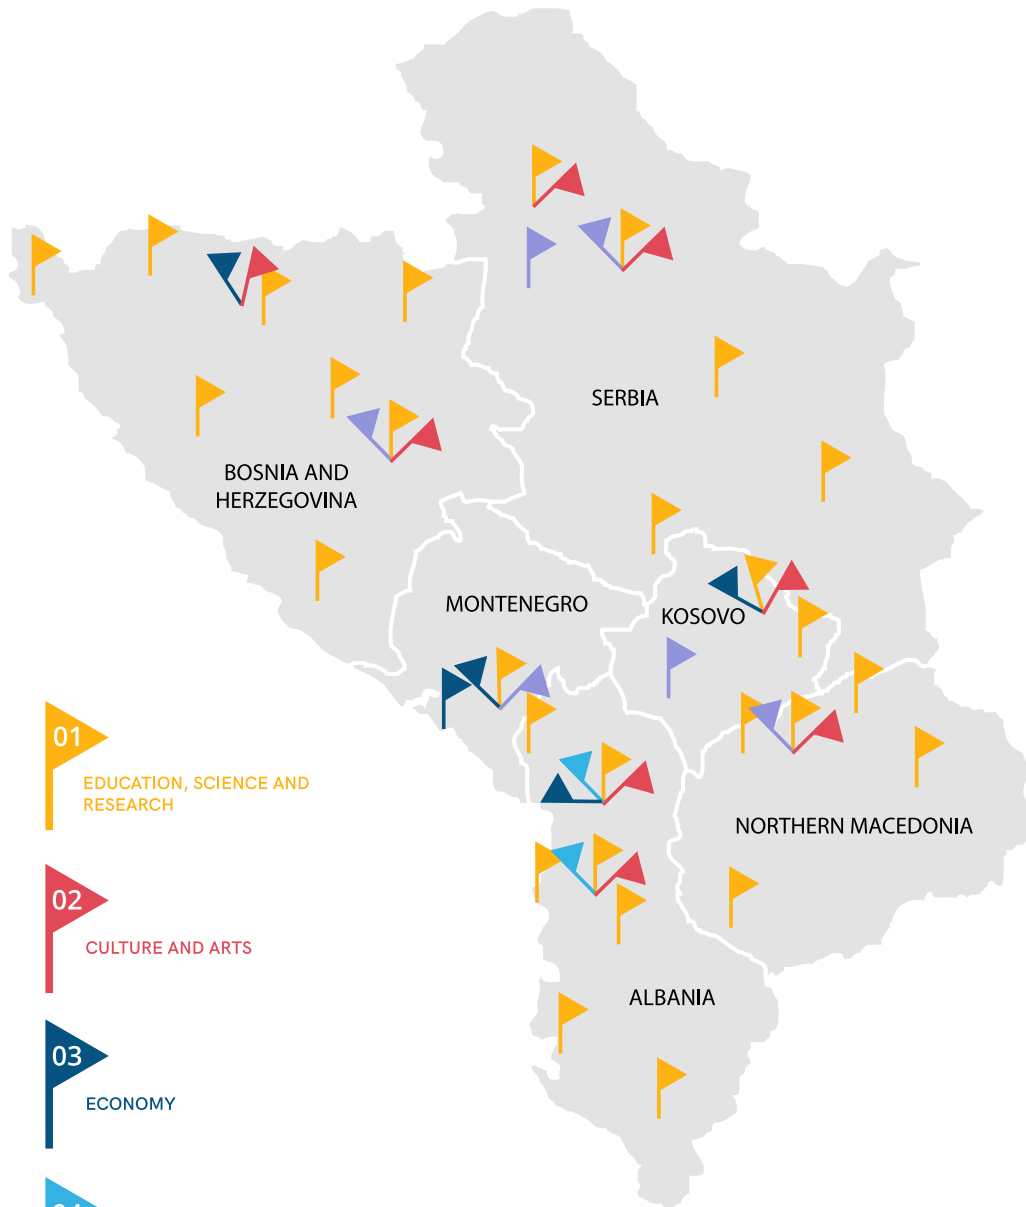 SERBIA
BOSNIA AND
HERZEGOVINA
MONTENEGRO
KOSOVO
01
EDUCATION, SCIENCE AND
RESEARCH
NORTHERN MACEDONIA
02
CULTURE AND ARTS
ALBANIA
03
ECONOMY